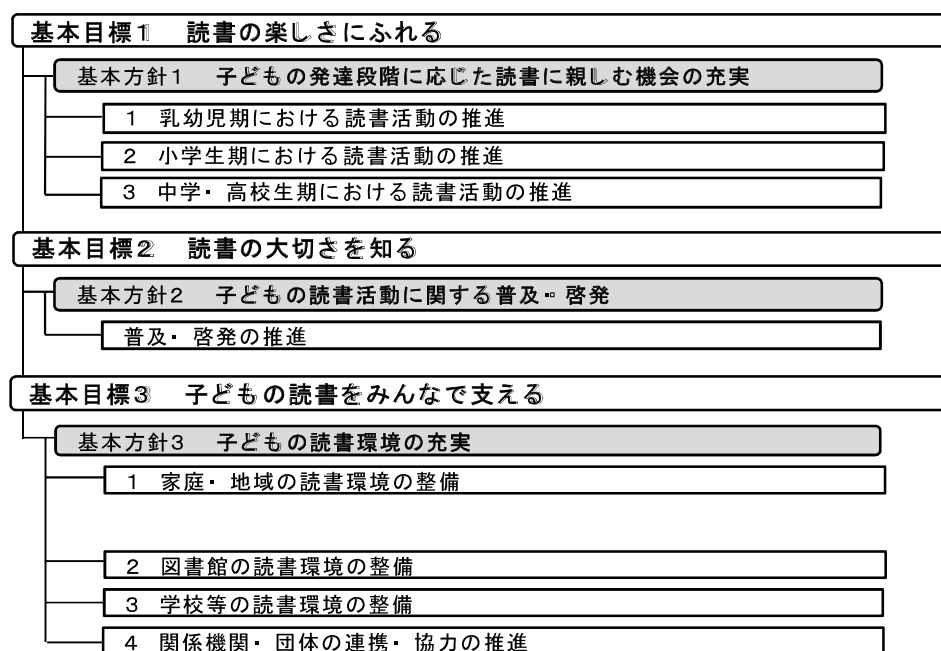 基本目標1　読書の楽しさにふれる
基本方針1　子どもの発達段階に応じた読書に親しむ機会の充実
1　乳幼児期における読書活動の推進
2　小学生期における読書活動の推進
3　中学・高校生期における読書活動の推進
基本目標2　読書の大切さを知る
基本方針2　子どもの読書活動に関する普及・啓発
普及・啓発の推進
基本目標3　子どもの読書をみんなで支える
基本方針3　子どもの読書環境の充実
1　家庭・地域の読書環境の整備
2　図書館の読書環境の整備
3　学校等の読書環境の整備
4　関係機関・団体の連携・協力の推進